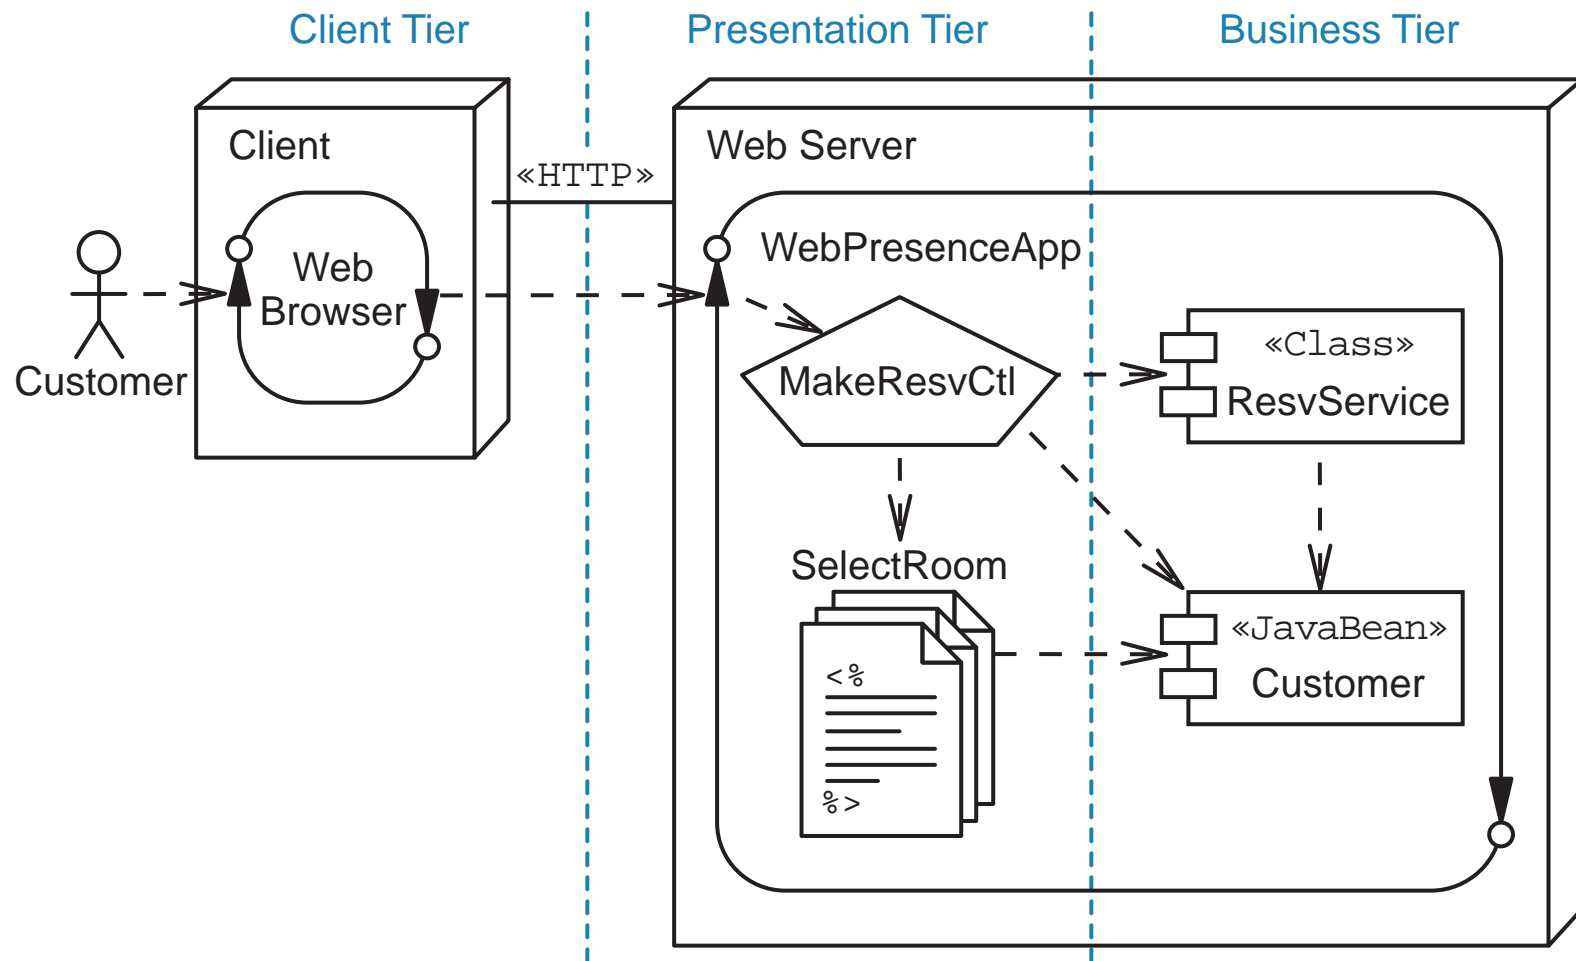 Client Tier
Presentation Tier
Business Tier
Client
«HTTP»
Web Server
Web
Browser
Customer
WebPresenceApp
MakeResvCtl
«Class»
ResvService
SelectRoom
<%
%>
«JavaBean»
Customer